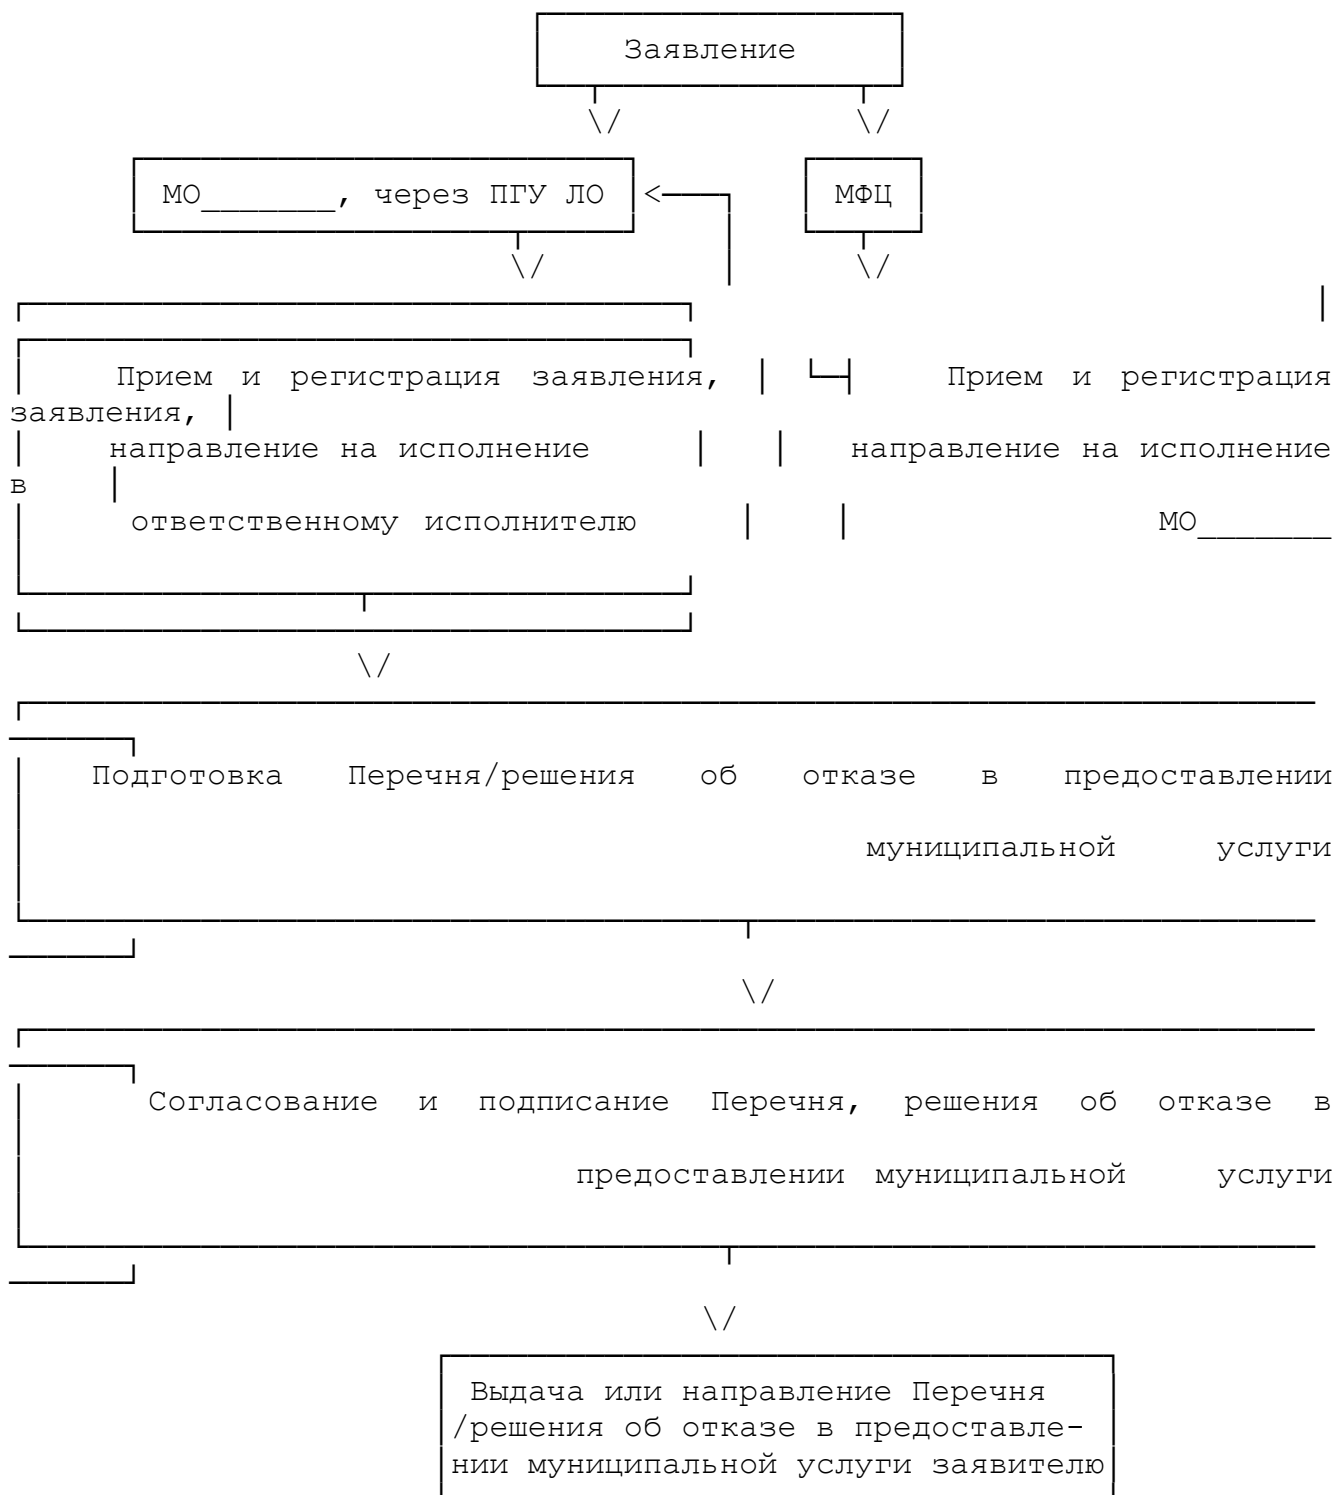 Заявление
МО_______, через ПГУ ЛО
МФЦ
Прием и регистрация заявления, Прием и регистрация
заявления,
направление на исполнение направление на исполнение
в
ответственному исполнителю МО_______
Подготовка Перечня/решения об отказе в предоставлении
муниципальной услуги
Согласование и подписание Перечня, решения об отказе в
предоставлении муниципальной услуги
Выдача или направление Перечня
/решения об отказе в предоставле-
нии муниципальной услуги заявителю